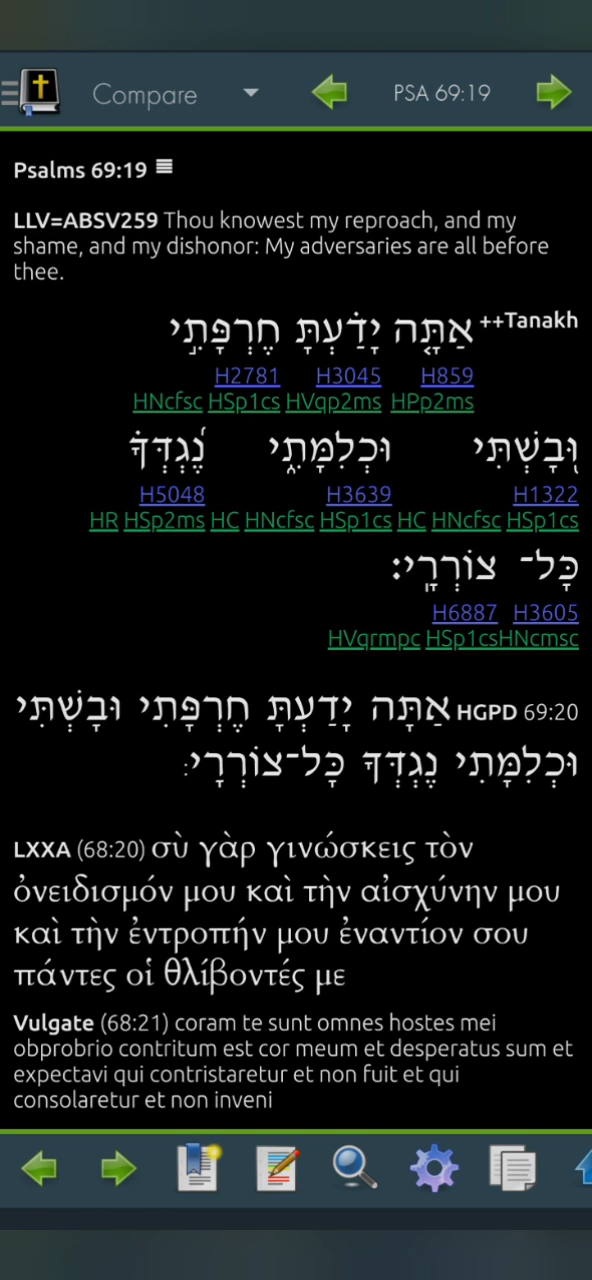 Compare
PSA 69:19
Psalms 69:19
LLV=ABSV259 Thou knowest my reproach, and my
shame, and my dishonor: My adversaries are all before
thee.
++Tanakh אַתָּ֤ה יָדַ֗עְתָּ חֶרְפָּתִ֣י
H2781 H3045 H859
HNcfsc HSp1cs HVqp2ms HPp2ms
וּ֭בָשְׁתִּי וּכְלִמָּתִ֑י נֶ֝גְדְּךָ֗
H5048 H3639 H1322
HR HSp2ms HC HNcfsc HSp1cs HC HNcfsc HSp1cs
כָּל־ צוֹרְרָֽי׃
H6887 H3605
HVqrmpc HSp1csHNcmsc
HGPD 69:20 אַתָּה יָדַעְתָּ חֶרְפָּתִי וּבָשְׁתִּי
וּכְלִמָּתִי נֶגְדְּךָ כָּל־צוֹרְרָי׃
LXXA (68:20) σὺ γὰρ γινώσκεις τὸν
ὀνειδισμόν μου καὶ τὴν αἰσχύνην μου
καὶ τὴν ἐντροπήν μου ἐναντίον σου
πάντες οἱ θλίβοντές με
Vulgate (68:21) coram te sunt omnes hostes mei
obprobrio contritum est cor meum et desperatus sum et
expectavi qui contristaretur et non fuit et qui
consolaretur et non inveni